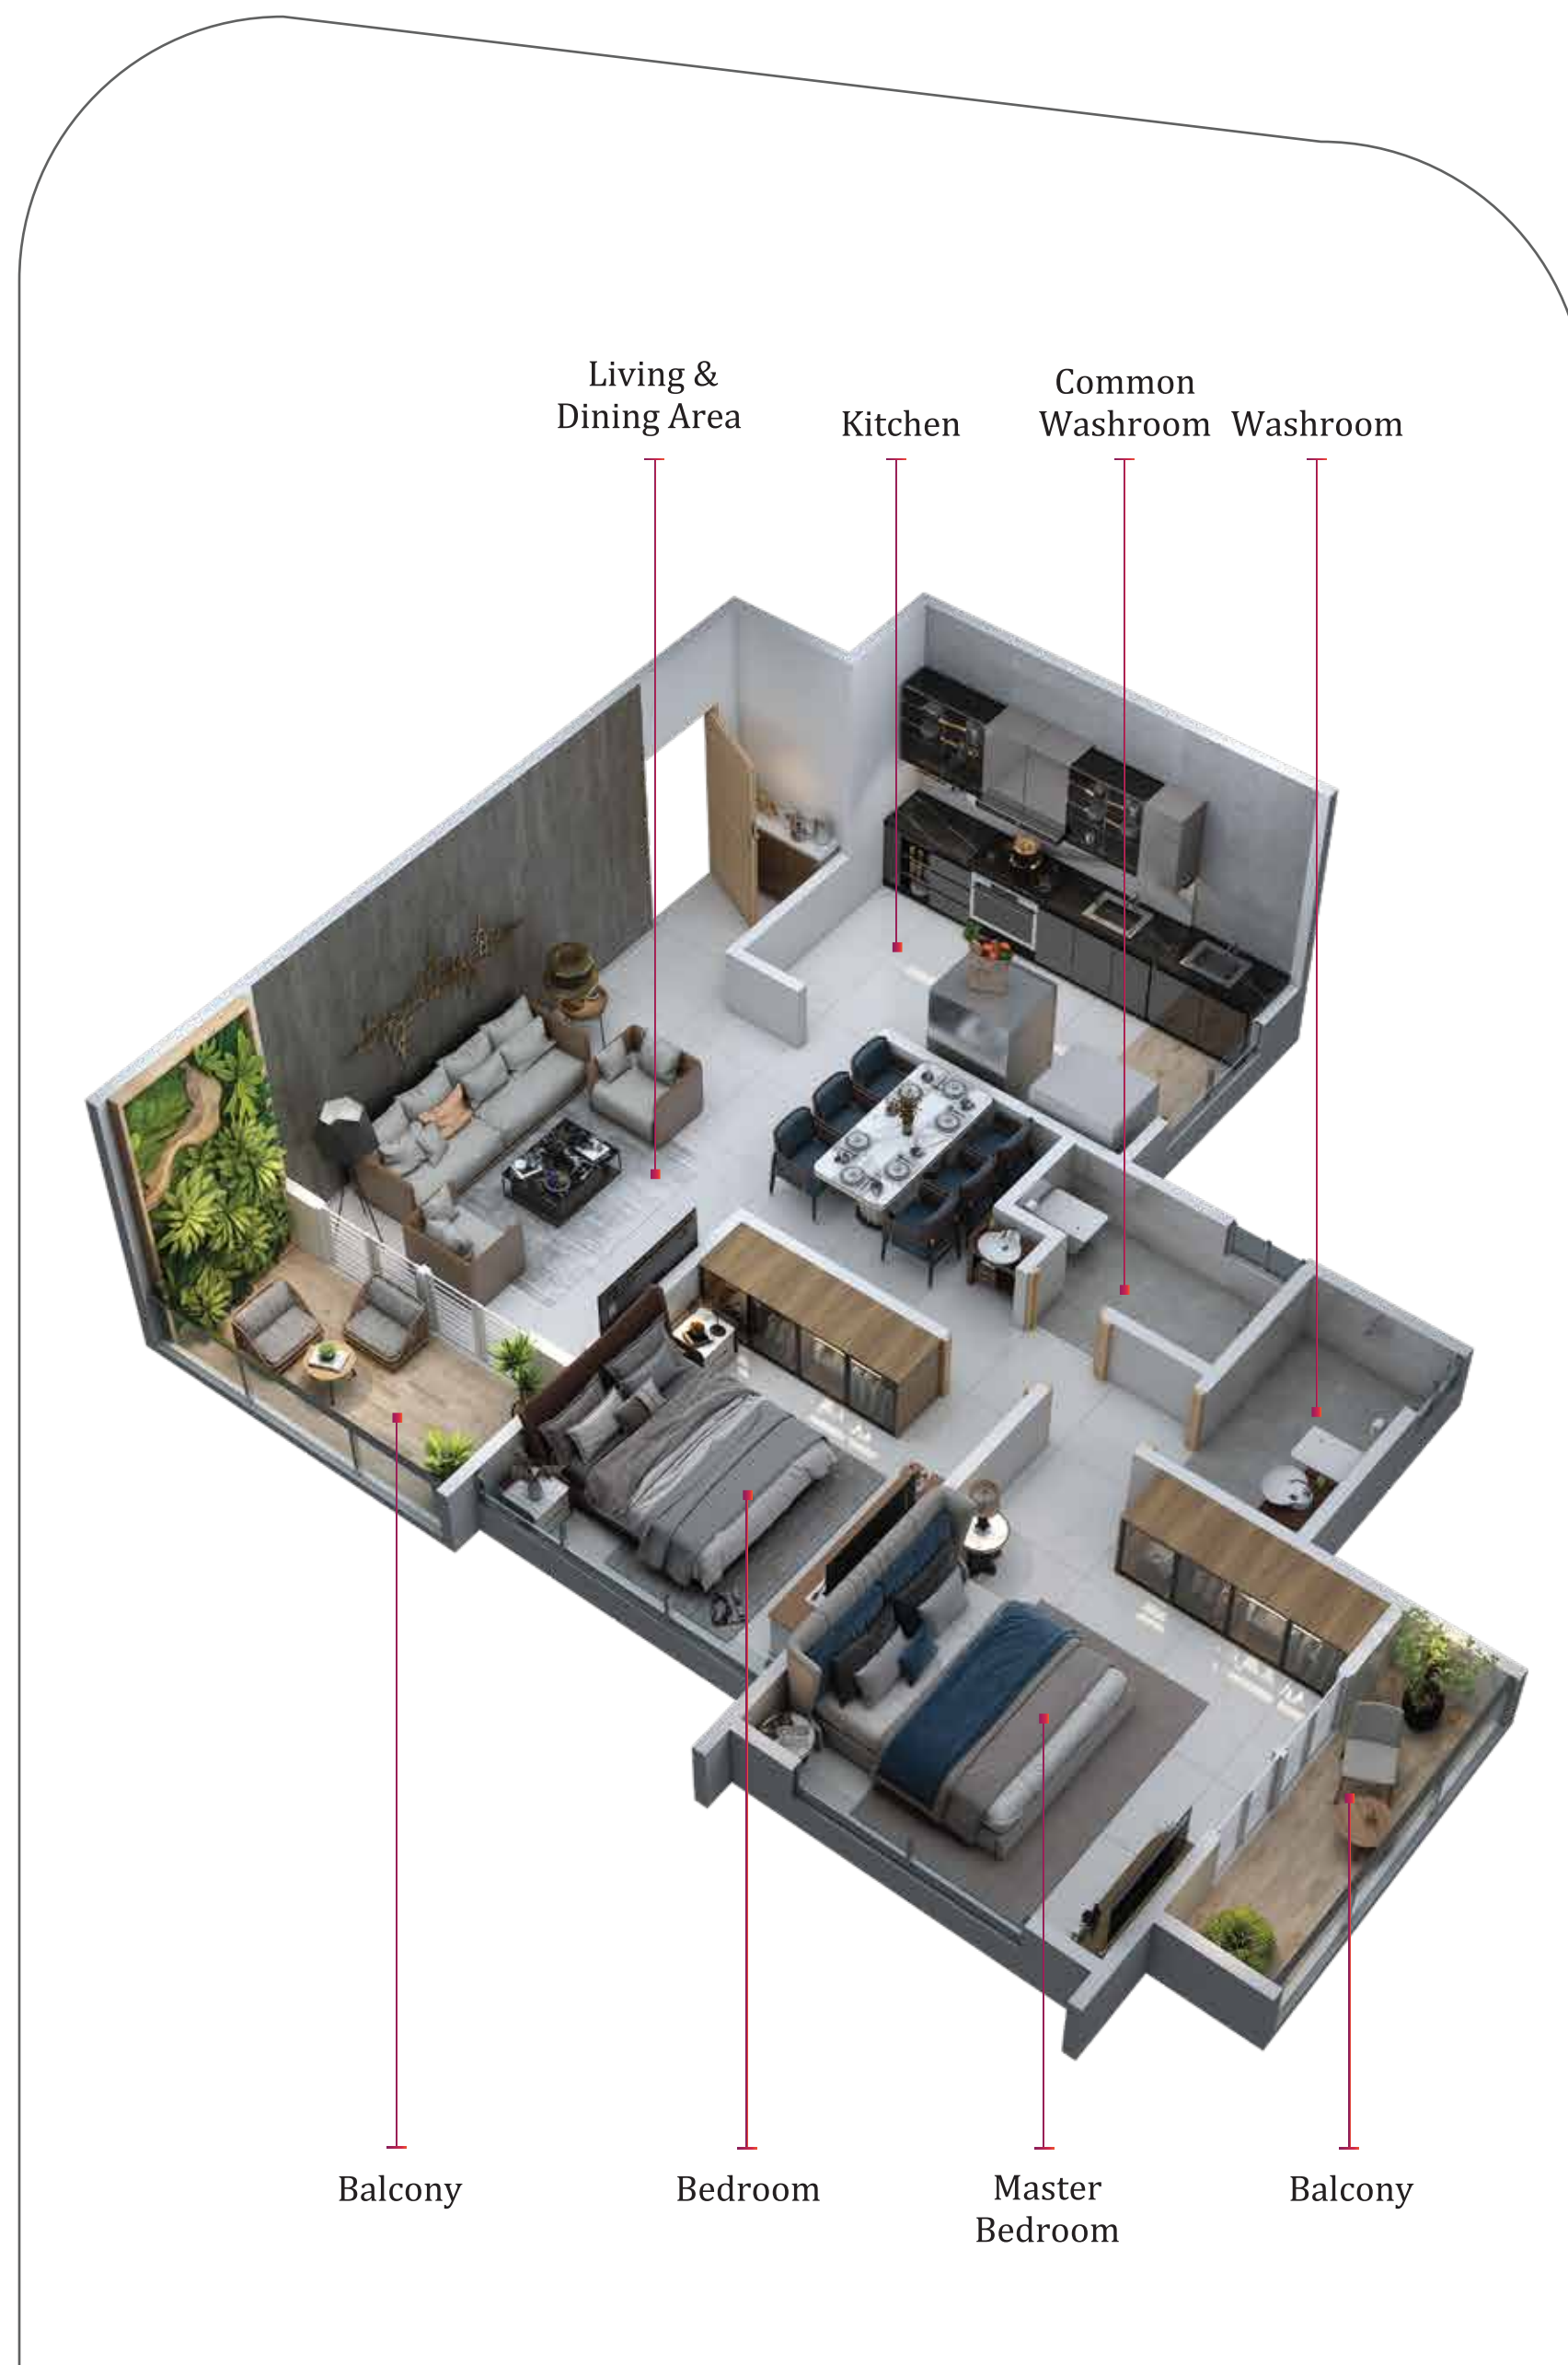 Living &
Dining Area
Kitchen
Common
Washroom
Washroom
Balcony
Bedroom
Master
Bedroom
Balcony